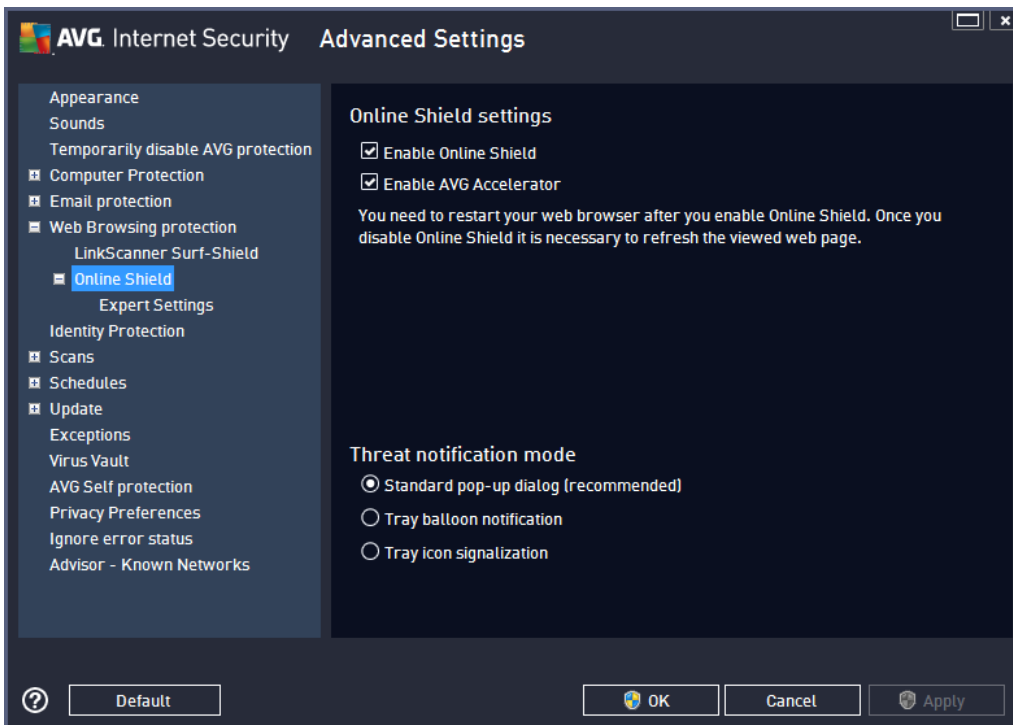 AVG. Internet Security Advanced Settings
Appearance
Sounds
Temporarily disable AVG protection
Computer Protection
Email protection
Web Browsing protection
LinkScanner Surf-Shield
Online Shield
Expert Settings
Identity Protection
Scans
Schedules
Update
Exceptions
Virus Vault
AVG Self protection
Privacy Preferences
Ignore error status
Advisor - Known Networks
Online Shield settings
Enable Online Shield
Enable AVG Accelerator
You need to restart your web browser after you enable Online Shield. Once you
disable Online Shield it is necessary to refresh the viewed web page.
Threat notification mode
Standard pop-up dialog (recommended)
Tray balloon notification
Tray icon signalization
? Default OK Cancel Apply